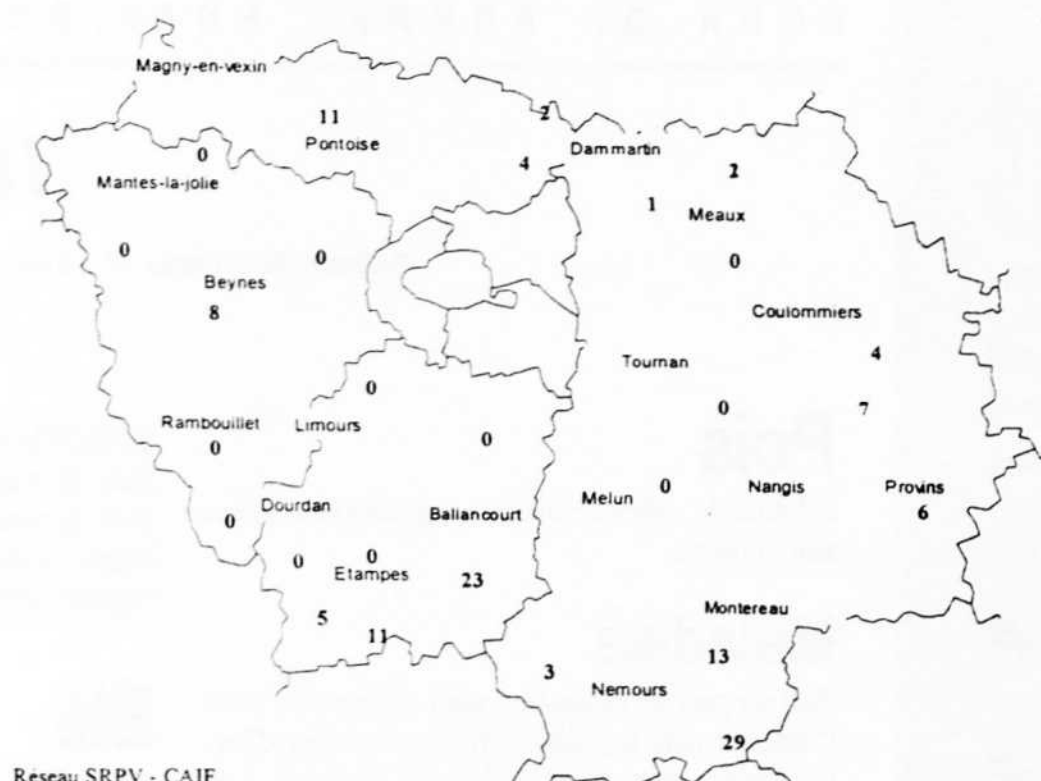 Magny-en-vexin
2
11
Pontoise
Dammartin
0
4
2
Mantes-la-jolie
1
Meaux
0
0
0
Beynes
8
Coulommiers
4
Tournan
0
0
7
Rambouillet
Limours
0
0
Melun
0
Nangis
Provins
6
Dourdan
Ballancourt
0
0
0
Etampes
23
5
11
Montereau
3
13
Nemours
29
Réseau SRPV - CAIF